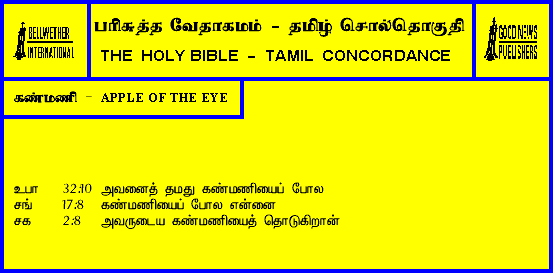 BELLWETHER
INTERNATIONAL
பரிசுத்த வேதாகமம் - தமிழ் சொல்தொகுதி
THE HOLY BIBLE - TAMIL CONCORDANCE
GOOD NEWS
PUBLISHERS
கண்மணி - APPLE OF THE EYE
உபா 32:10 அவனைத் தமது கண்மணியைப் போல
சங் 17:8 கண்மணியைப் போல என்னை
சக 2:8 அவருடைய கண்மணியைத் தொடுகிறான்